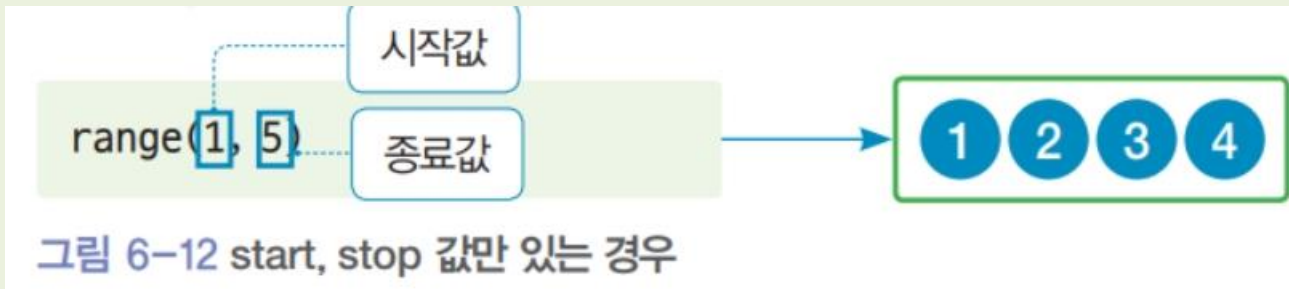 시작값
range(1, 5)
종료값
1 2 3 4
그림 6-12 start, stop 값만 있는 경우